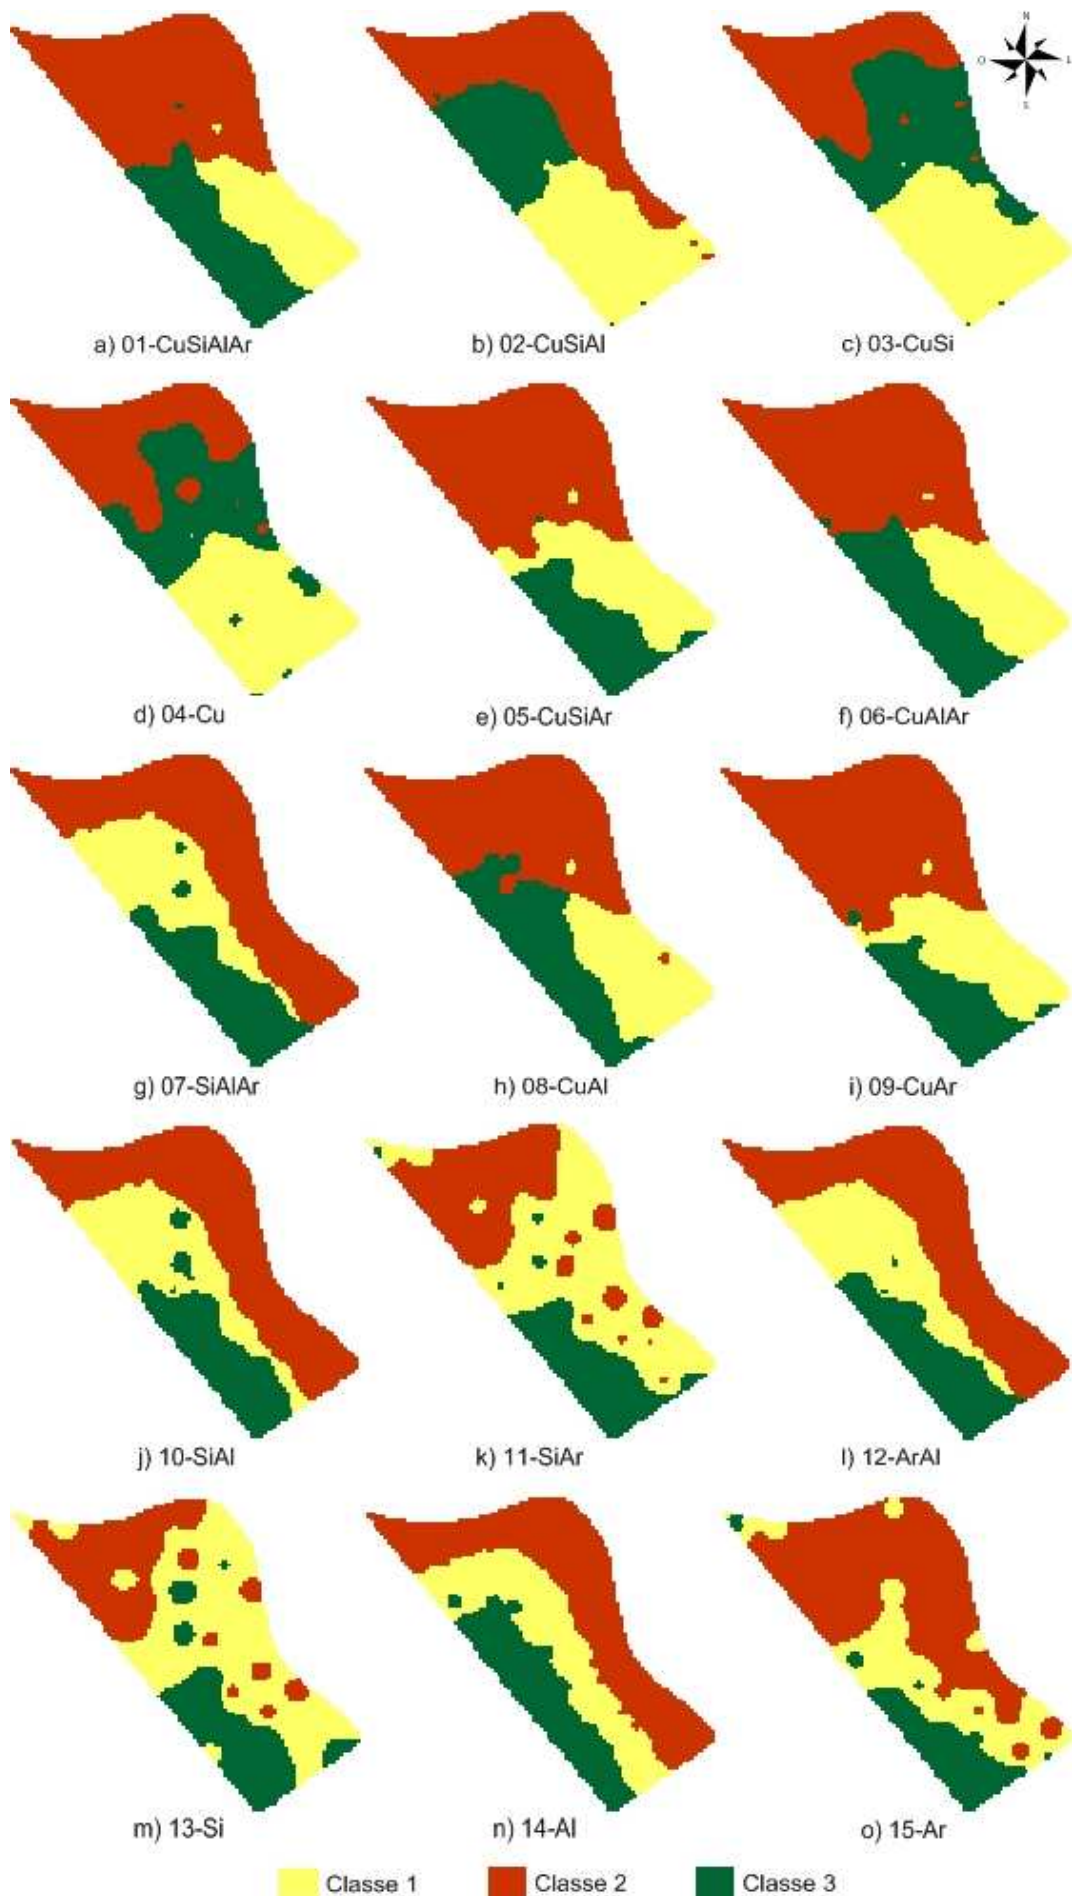 N
O L
S
a) 01-CuSiAlAr
b) 02-CuSiAl
c) 03-CuSi
d) 04-Cu
e) 05-CuSiAr
f) 06-CuAlAr
g) 07-SiAlAr
h) 08-CuAl
i) 09-CuAr
j) 10-SiAl
k) 11-SiAr
l) 12-ArAl
m) 13-Si
n) 14-Al
o) 15-Ar
Classe 1 Classe 2 Classe 3